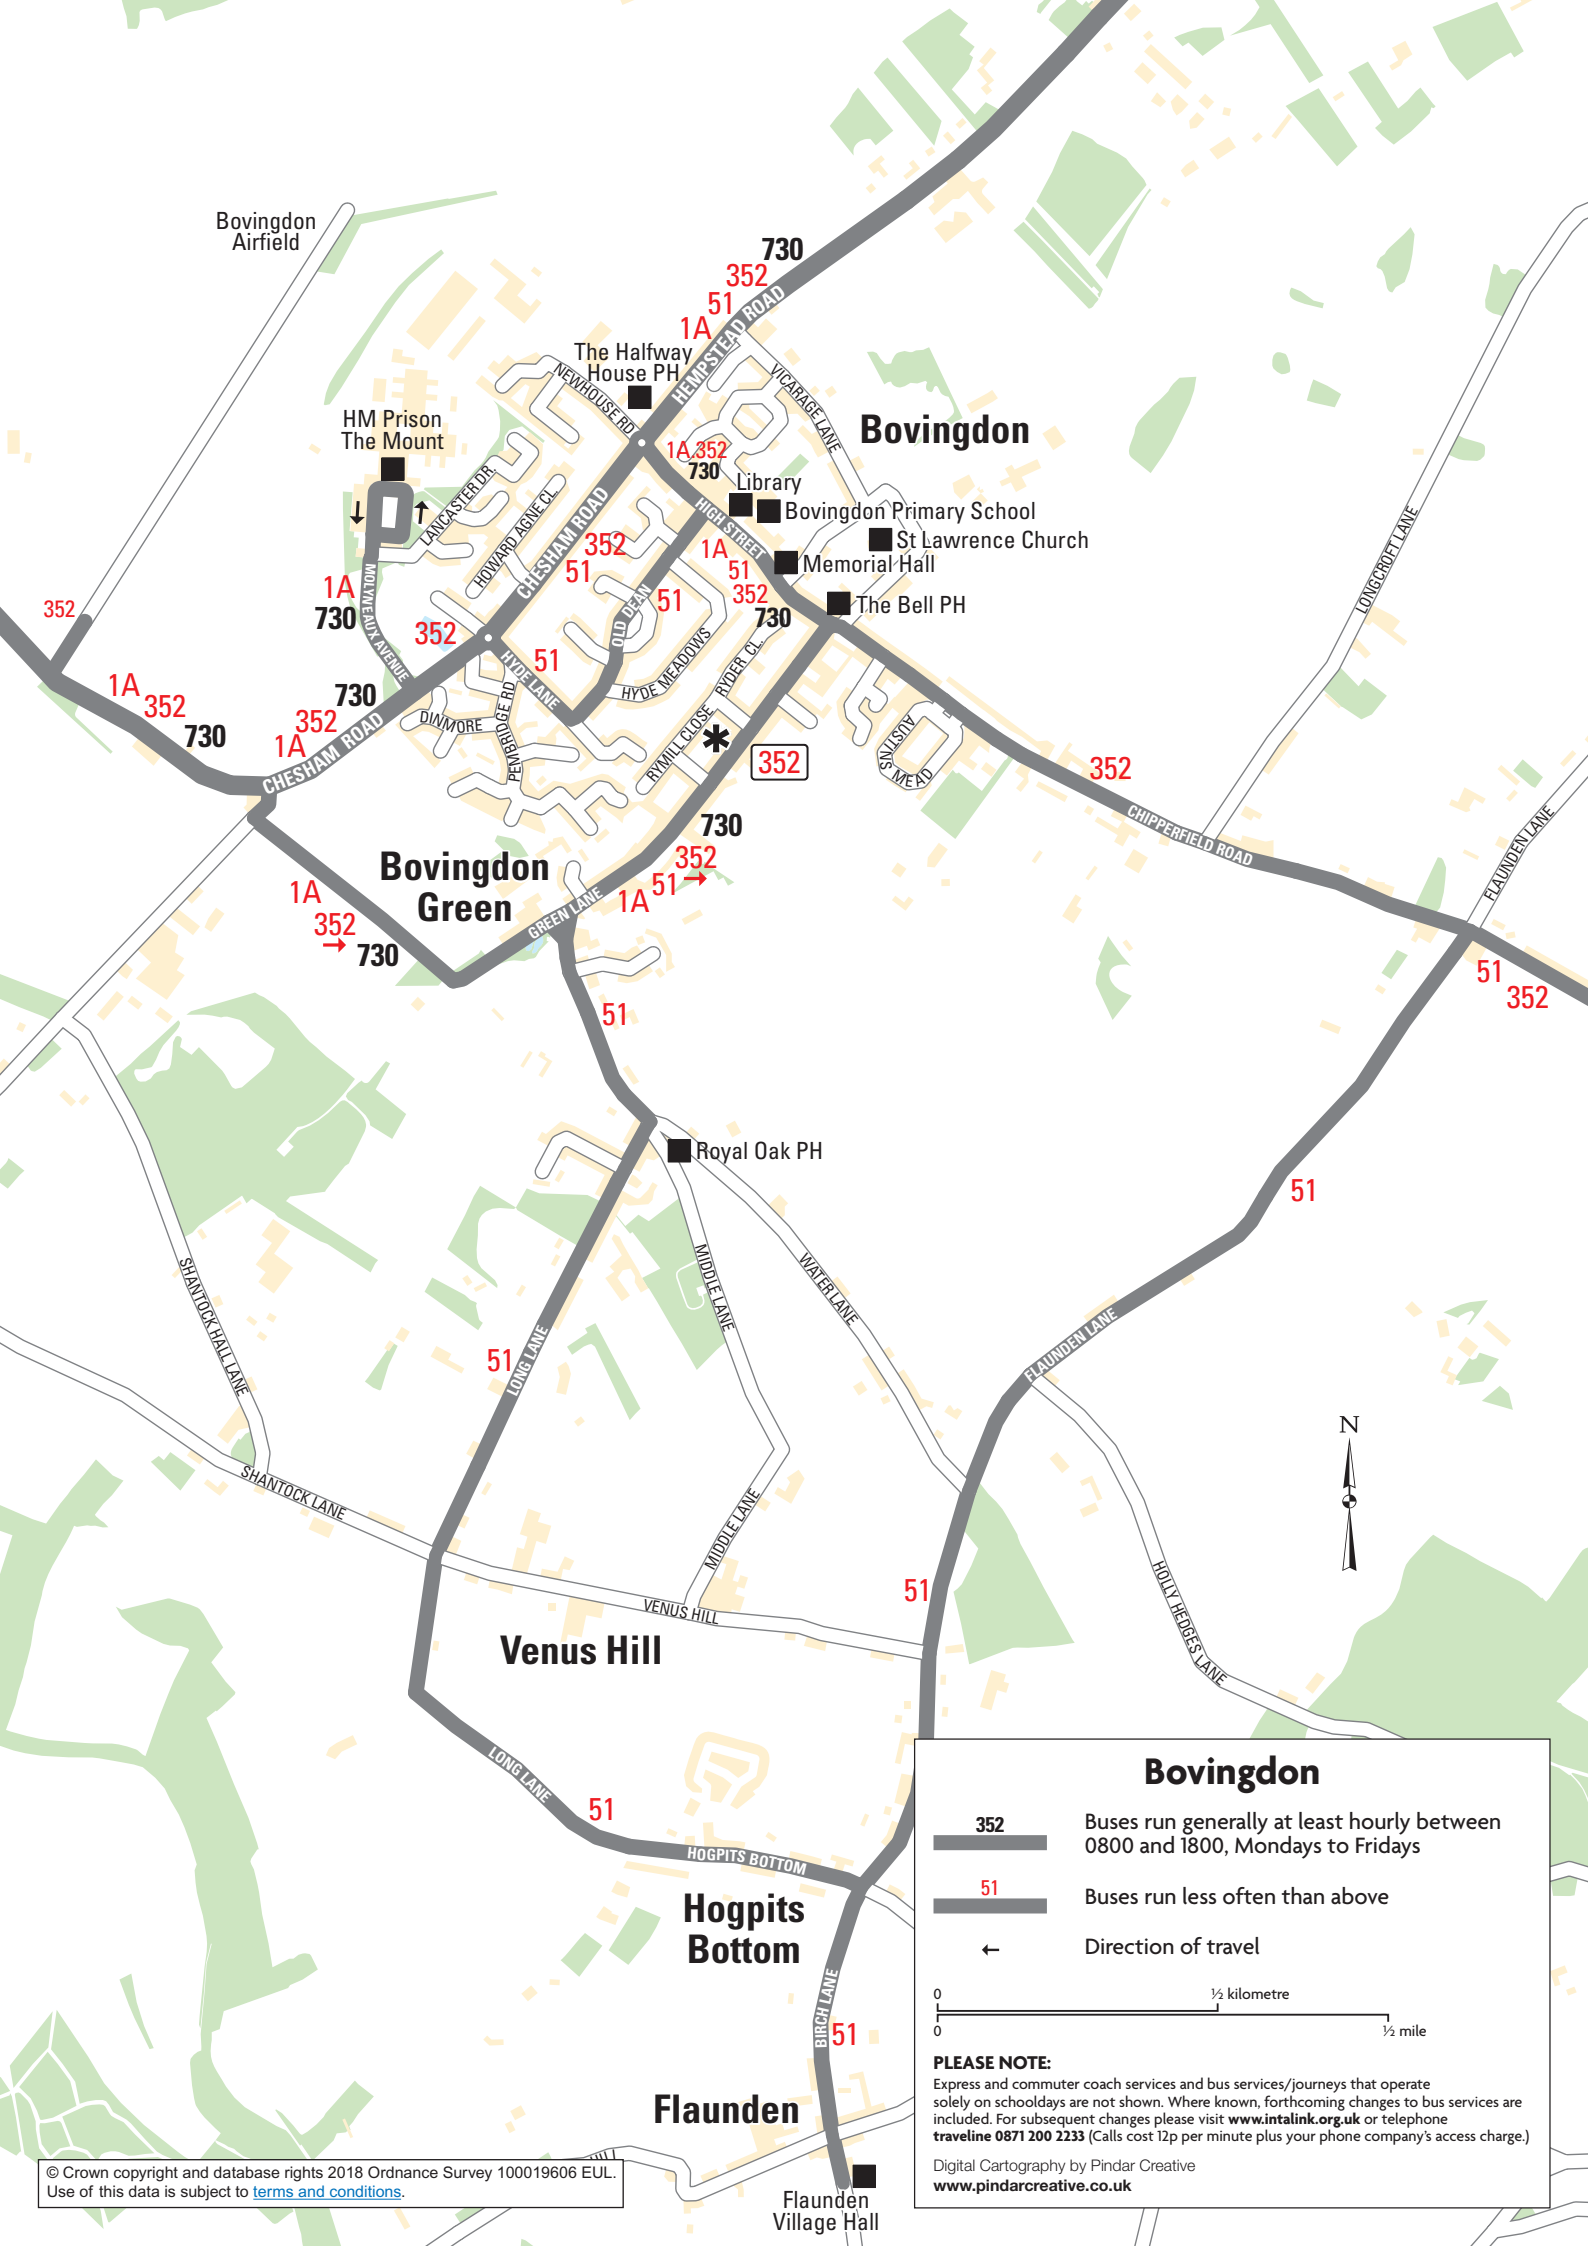 Bovingdon
Airfield
730
352
51
1A
HEMPSTEAD ROAD
The Halfway
House PH
NEWHOUSE RD
VICARAGE LANE
Bovingdon
HM Prison
The Mount
1A.352
730
Library
Bovingdon Primary School
St Lawrence Church
Memorial Hall
The Bell PH
HIGH STREET
LANCASTER DR.
HOWARD AGNE CL.
CHESHAM ROAD
352
51
1A
51
352
730
51
OLD DEAN
LONGCROFT LANE
1A
730
MOLYNEAUX AVENUE
352
352
51
HYDE LANE
HYDE MEADOWS
RYDER CL.
RYMILL CLOSE
PEMBRIDGE RD
DINMORE
1A
352
730
730
352
1A
CHESHAM ROAD
*
352
AUSTINS
MEAD
352
CHIPPERFIELD ROAD
FLAUNDEN LANE
730
352
51
1A
Bovingdon
Green
GREEN LANE
1A
352
730
51
51
352
Royal Oak PH
51
SHANTOCK HALL LANE
MIDDLE LANE
WATER LANE
51
LONG LANE
FLAUNDEN LANE
N
SHANTOCK LANE
MIDDLE LANE
HOLLY HEDGES LANE
51
VENUS HILL
Venus Hill
LONG LANE
51
HOGPITS BOTTOM
Hogpits
Bottom
BIRCH LANE
51
Flaunden
Flaunden
Village Hall
Bovingdon
352
Buses run generally at least hourly between
0800 and 1800, Mondays to Fridays
51
Buses run less often than above
Direction of travel
0
½ kilometre
0
½ mile
PLEASE NOTE:
Express and commuter coach services and bus services/journeys that operate
solely on schooldays are not shown. Where known, forthcoming changes to bus services are
included. For subsequent changes please visit www.intalink.org.uk or telephone
traveline 0871 200 2233 (Calls cost 12p per minute plus your phone company's access charge.)
Digital Cartography by Pindar Creative
www.pindarcreative.co.uk
© Crown copyright and database rights 2018 Ordnance Survey 100019606 EUL.
Use of this data is subject to terms and conditions.